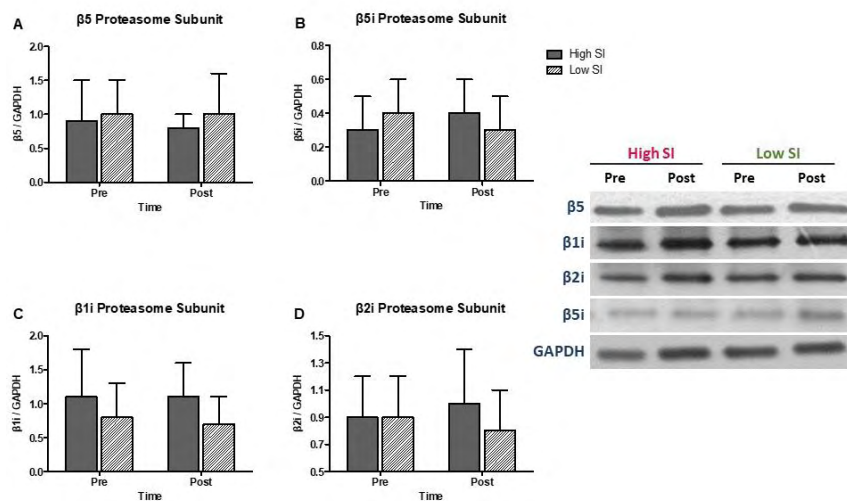 A
β5 Proteasome Subunit
β5 / GAPDH
2.0
1.5
1.0
0.5
0.0
Pre
Post
Time
B
β5i Proteasome Subunit
β5i / GAPDH
0.8
0.6
0.4
0.2
0.0
Pre
Post
Time
High SI
Low SI
C
β1i Proteasome Subunit
β1i / GAPDH
2.0
1.5
1.0
0.5
0.0
Pre
Post
Time
D
β2i Proteasome Subunit
β2i / GAPDH
1.5
1.3
1.1
0.9
0.7
0.5
Pre
Post
Time
High SI
Low SI
Pre
Post
Pre
Post
β5
β1i
β2i
β5i
GAPDH